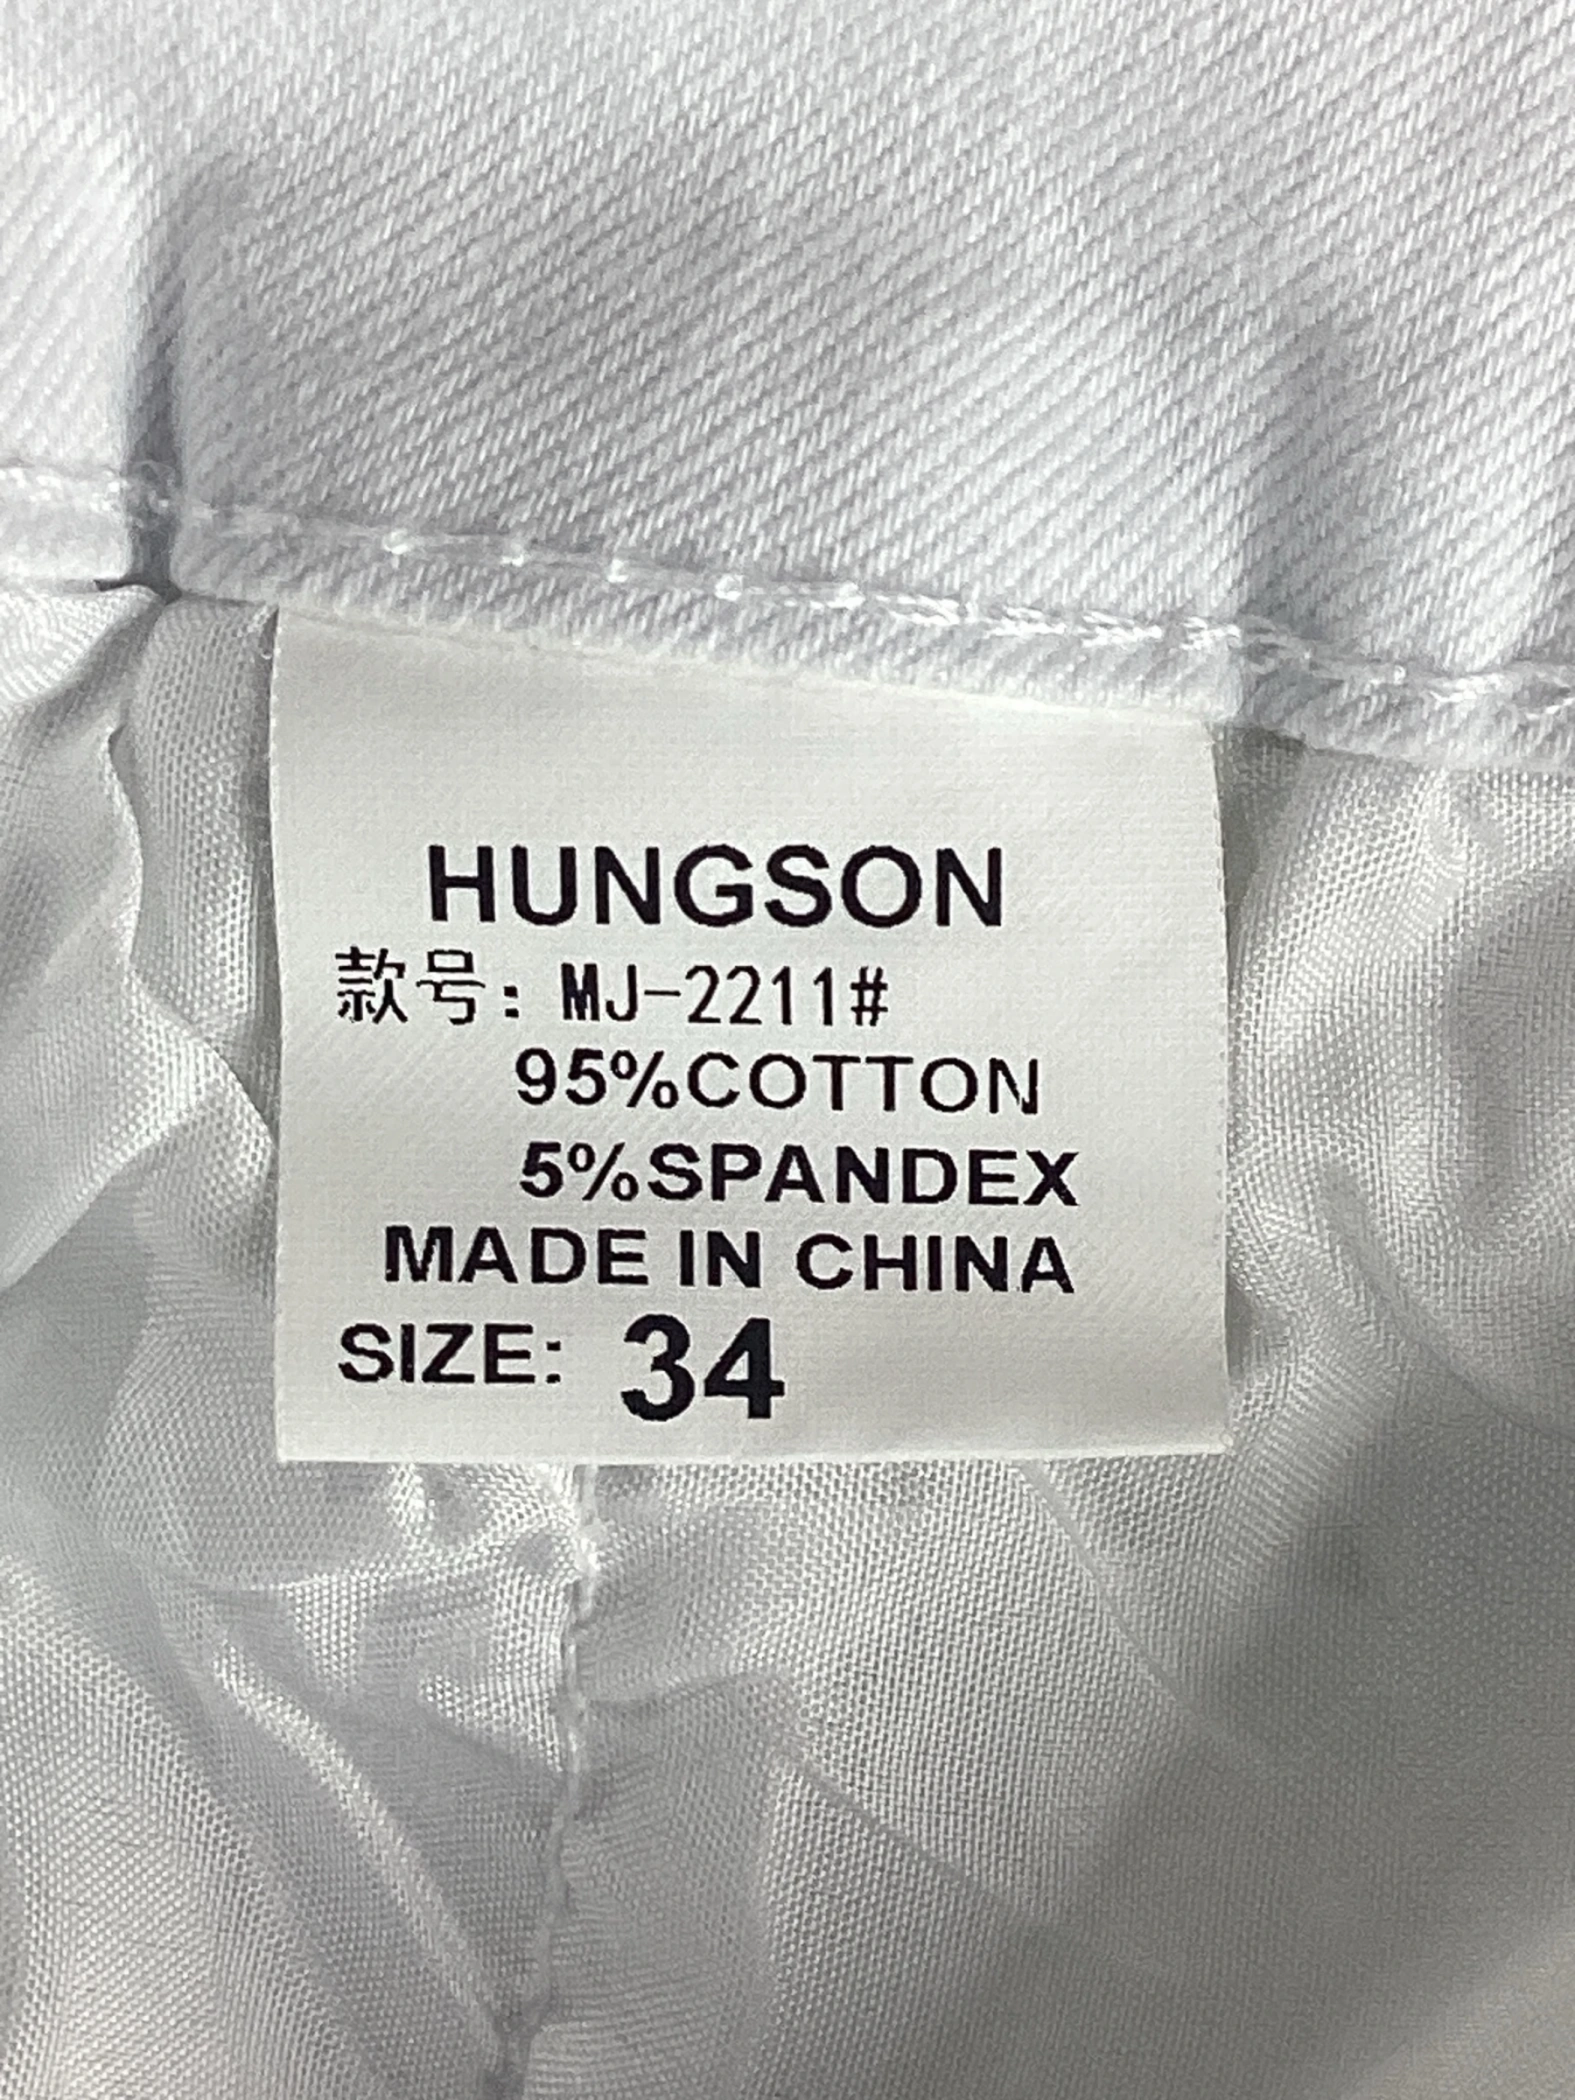 HUNGSON
款号: MJ-2211#
95%COTTON
5%SPANDEX
MADE IN CHINA
SIZE: 34